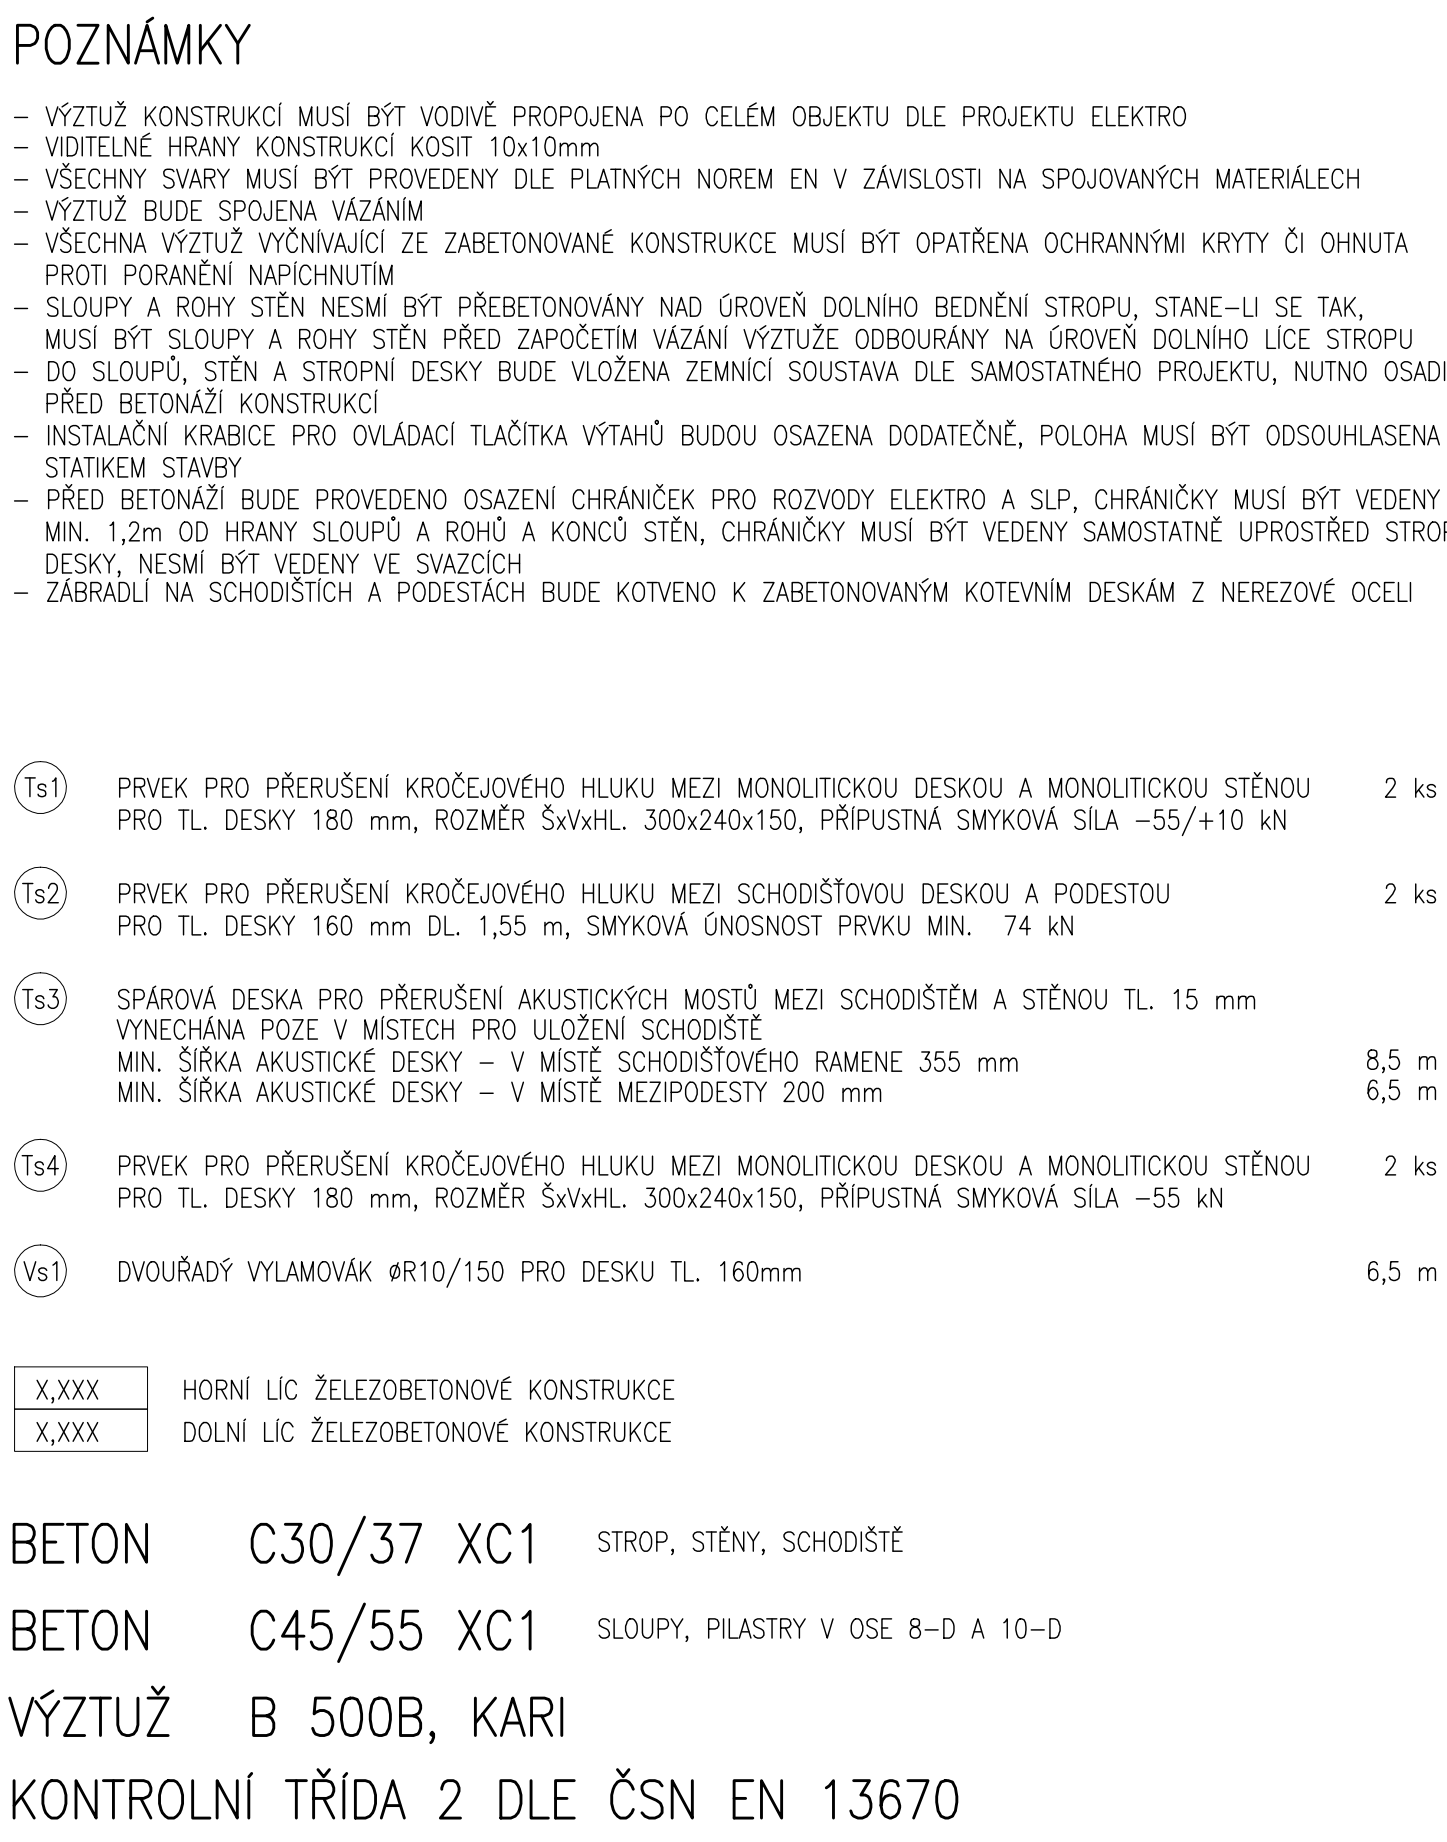 POZNÁMKY
– VÝZTUŽ KONSTRUKCÍ MUSÍ BÝT VODIVĚ PROPOJENA PO CELÉM OBJEKTU DLE PROJEKTU ELEKTRO
– VIDITELNÉ HRANY KONSTRUKCÍ KOSIT 10x10mm
– VŠECHNY SVARY MUSÍ BÝT PROVEDENY DLE PLATNÝCH NOREM EN V ZÁVISLOSTI NA SPOJOVANÝCH MATERIÁLECH
– VÝZTUŽ BUDE SPOJENA VÁZÁNÍM
– VŠECHNA VÝZTUŽ VYČNÍVAJÍCÍ ZE ZABETONOVANÉ KONSTRUKCE MUSÍ BÝT OPATŘENA OCHRANNÝMI KRYTY ČI OHNUTA
PROTI PORANĚNÍ NAPÍCHNUTÍM
– SLOUPY A ROHY STĚN NESMÍ BÝT PŘEBETONOVÁNY NAD ÚROVEŇ DOLNÍHO BEDNĚNÍ STROPU, STANE–LI SE TAK,
MUSÍ BÝT SLOUPY A ROHY STĚN PŘED ZAPOČETÍM VÁZÁNÍ VÝZTUŽE ODBOURÁNY NA ÚROVEŇ DOLNÍHO LÍCE STROPU
– DO SLOUPŮ, STĚN A STROPNÍ DESKY BUDE VLOŽENA ZEMNÍCÍ SOUSTAVA DLE SAMOSTATNÉHO PROJEKTU, NUTNO OSADI
PŘED BETONÁŽÍ KONSTRUKCÍ
– INSTALAČNÍ KRABICE PRO OVLÁDACÍ TLAČÍTKA VÝTAHŮ BUDOU OSAZENA DODATEČNĚ, POLOHA MUSÍ BÝT ODSOUHLASENA
STATIKEM STAVBY
– PŘED BETONÁŽÍ BUDE PROVEDENO OSAZENÍ CHRÁNIČEK PRO ROZVODY ELEKTRO A SLP, CHRÁNIČKY MUSÍ BÝT VEDENY
MIN. 1,2m OD HRANY SLOUPŮ A ROHŮ A KONCŮ STĚN, CHRÁNIČKY MUSÍ BÝT VEDENY SAMOSTATNĚ UPROSTŘED
DESKY, NESMÍ BÝT VEDENY VE SVAZCÍCH
– ZÁBRADLÍ NA SCHODIŠTÍCH A PODESTÁCH BUDE KOTVENO K ZABETONOVANÝM KOTEVNÍM DESKÁM Z NEREZOVÉ OCELI
Ts1 PRVEK PRO PŘERUŠENÍ KROČEJOVÉHO HLUKU MEZI MONOLITICKOU DESKOU A MONOLITICKOU STĚNOU 2 ks
PRO TL. DESKY 180 mm, ROZMĚR ŠxVxHL. 300x240x150, PŘÍPUSTNÁ SMYKOVÁ SÍLA –55/+10 kN
Ts2 PRVEK PRO PŘERUŠENÍ KROČEJOVÉHO HLUKU MEZI SCHODIŠŤOVOU DESKOU A PODESTOU 2 ks
PRO TL. DESKY 160 mm DL. 1,55 m, SMYKOVÁ ÚNOSNOST PRVKU MIN. 74 kN
Ts3 SPÁROVÁ DESKA PRO PŘERUŠENÍ AKUSTICKÝCH MOSTŮ MEZI SCHODIŠTĚM A STĚNOU TL. 15 mm
VYNECHÁNA POZE V MÍSTECH PRO ULOŽENÍ SCHODIŠTĚ
MIN. ŠÍŘKA AKUSTICKÉ DESKY – V MÍSTĚ SCHODIŠŤOVÉHO RAMENE 355 mm 8,5 m
MIN. ŠÍŘKA AKUSTICKÉ DESKY – V MÍSTĚ MEZIPODESTY 200 mm 6,5 m
Ts4 PRVEK PRO PŘERUŠENÍ KROČEJOVÉHO HLUKU MEZI MONOLITICKOU DESKOU A MONOLITICKOU STĚNOU 2 ks
PRO TL. DESKY 180 mm, ROZMĚR ŠxVxHL. 300x240x150, PŘÍPUSTNÁ SMYKOVÁ SÍLA –55 kN
Vs1 DVOUŘADÝ VYLAMOVÁK øR10/150 PRO DESKU TL. 160mm 6,5 m
X,XXX HORNÍ LÍC ŽELEZOBETONOVÉ KONSTRUKCE
X,XXX DOLNÍ LÍC ŽELEZOBETONOVÉ KONSTRUKCE
BETON C30/37 XC1 STROP, STĚNY, SCHODIŠTĚ
BETON C45/55 XC1 SLOUPY, PILASTRY V OSE 8–D A 10–D
VÝZTUŽ B 500B, KARI
KONTROLNÍ TŘÍDA 2 DLE ČSN EN 13670